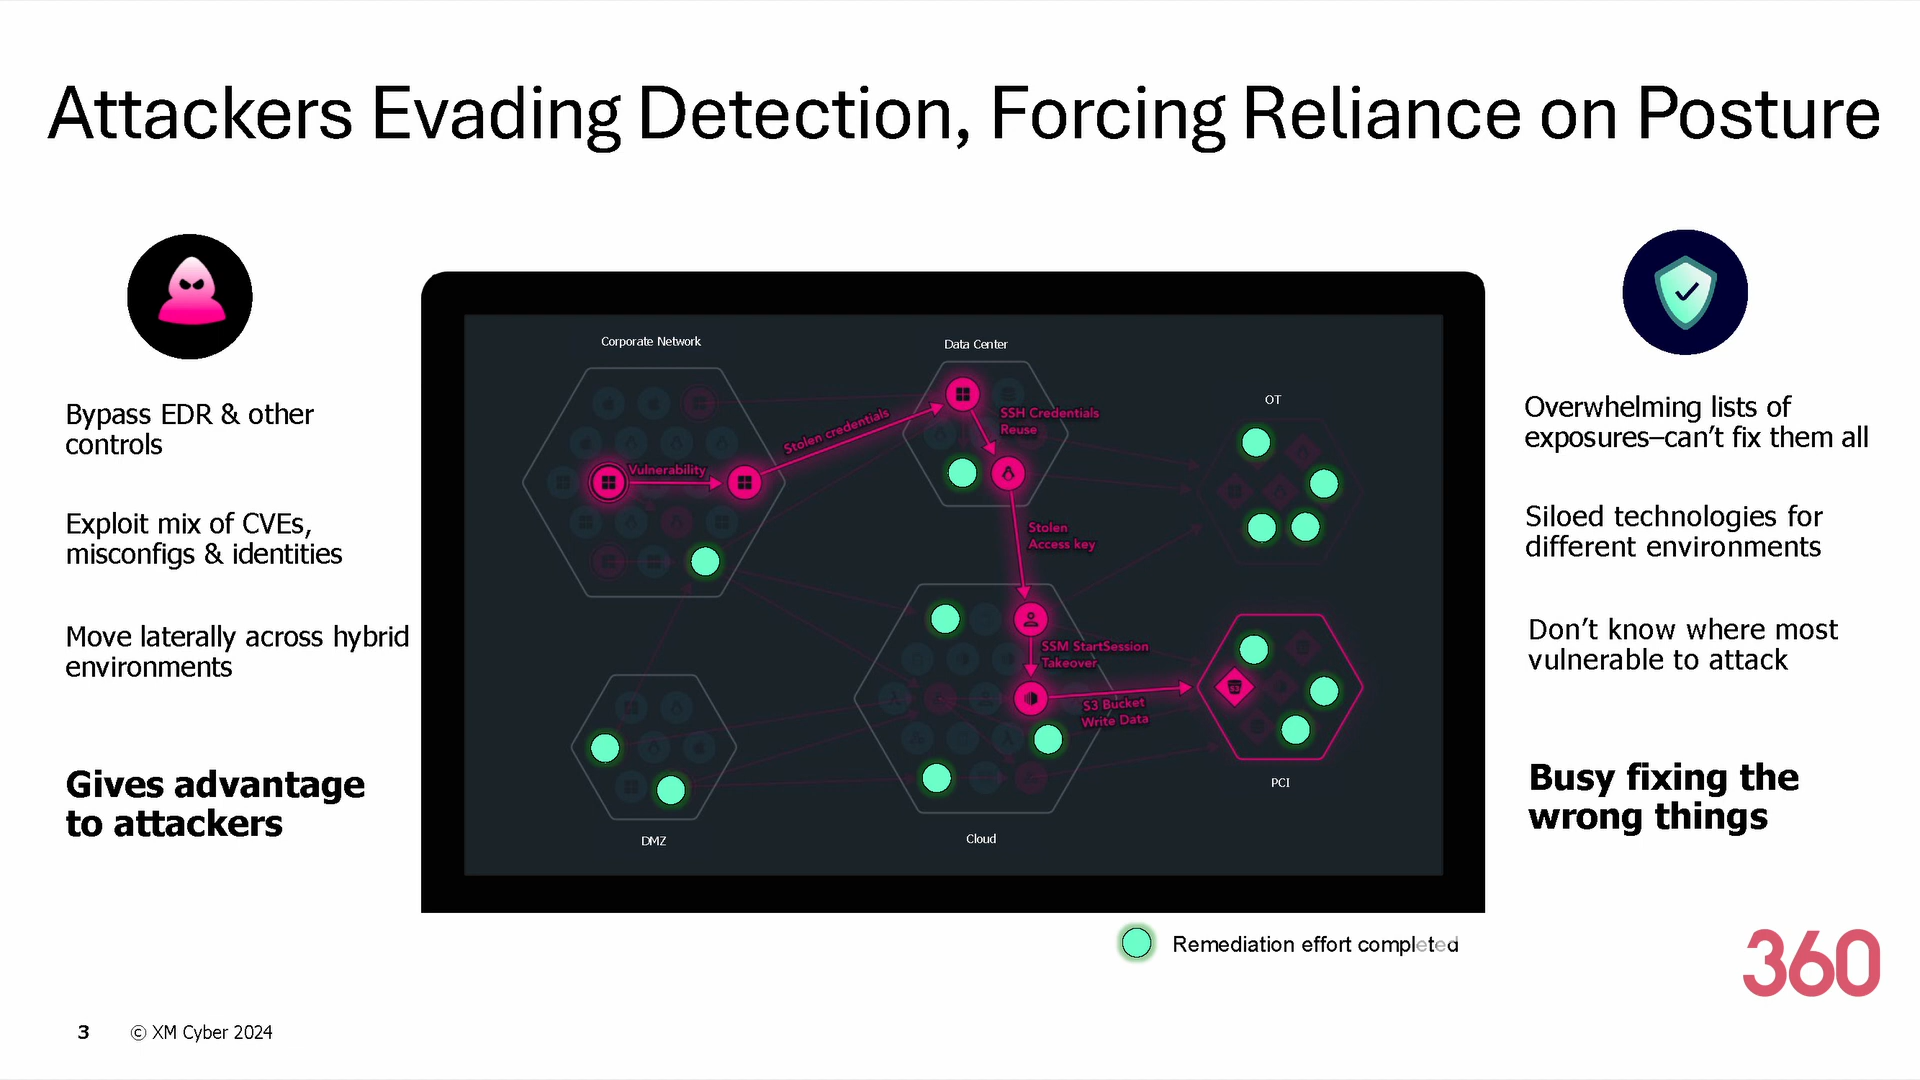 Attackers Evading Detection, Forcing Reliance on Posture
Bypass EDR & other
controls
Exploit mix of CVEs,
misconfigs & identities
Move laterally across hybrid
environments
Gives advantage
to attackers
Corporate Network
Data Center
OT
Vulnerability
Stolen credentials
SSH Credentials
Reuse
Stolen
Access key
SSM StartSession
Takeover
S3 Bucket
Write Data
S3
PCI
DMZ
Cloud
Remediation effort completed
Overwhelming lists of
exposures–can’t fix them all
Siloed technologies for
different environments
Don’t know where most
vulnerable to attack
Busy fixing the
wrong things
360
3
© XM Cyber 2024